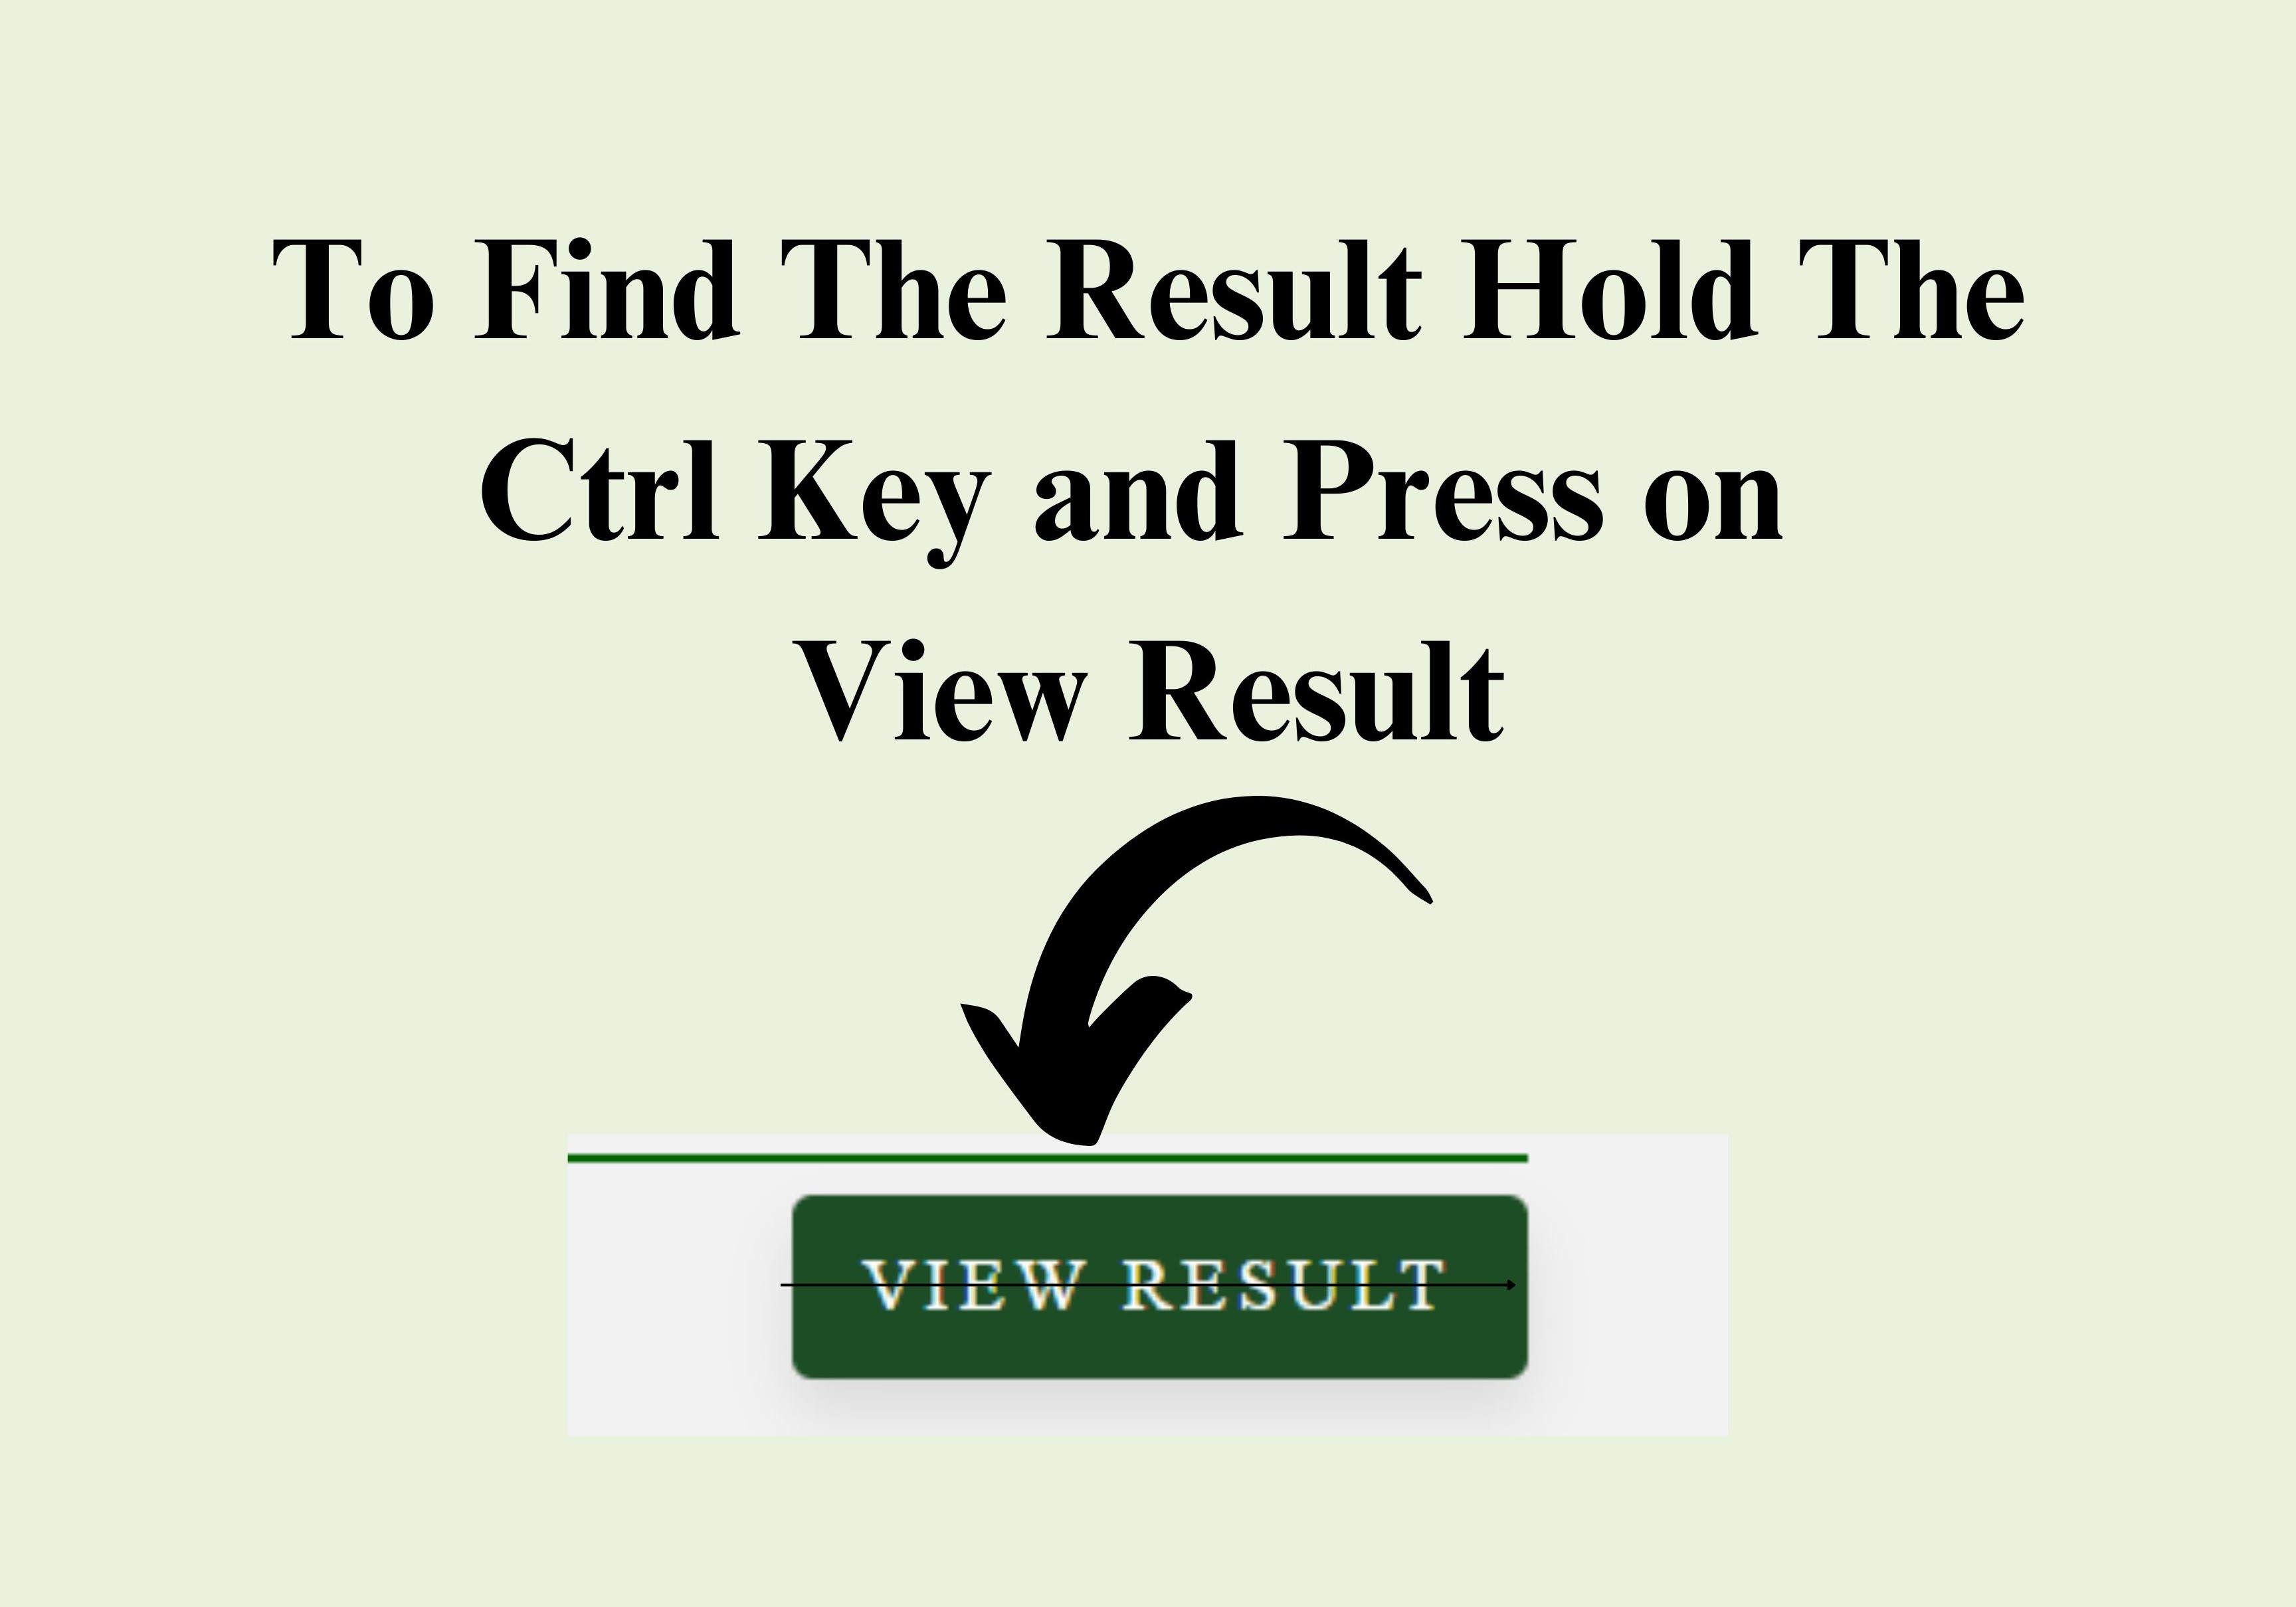 To Find The Result Hold The
Ctrl Key and Press on
View Result
VIEW RESULT